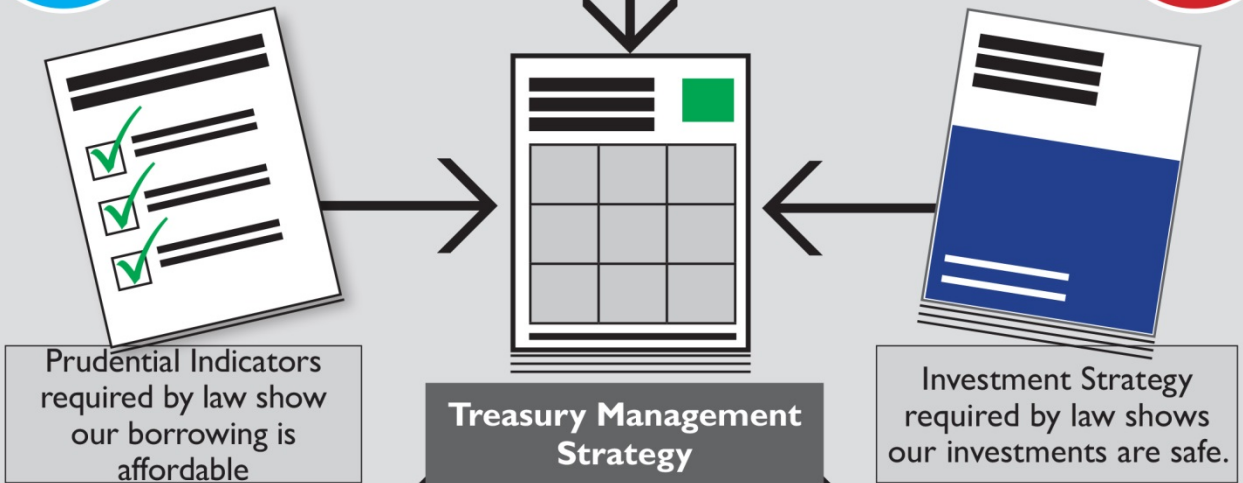 Prudential Indicators
required by law show
our borrowing is
affordable
Treasury Management
Strategy
Investment Strategy
required by law shows
our investments are safe.